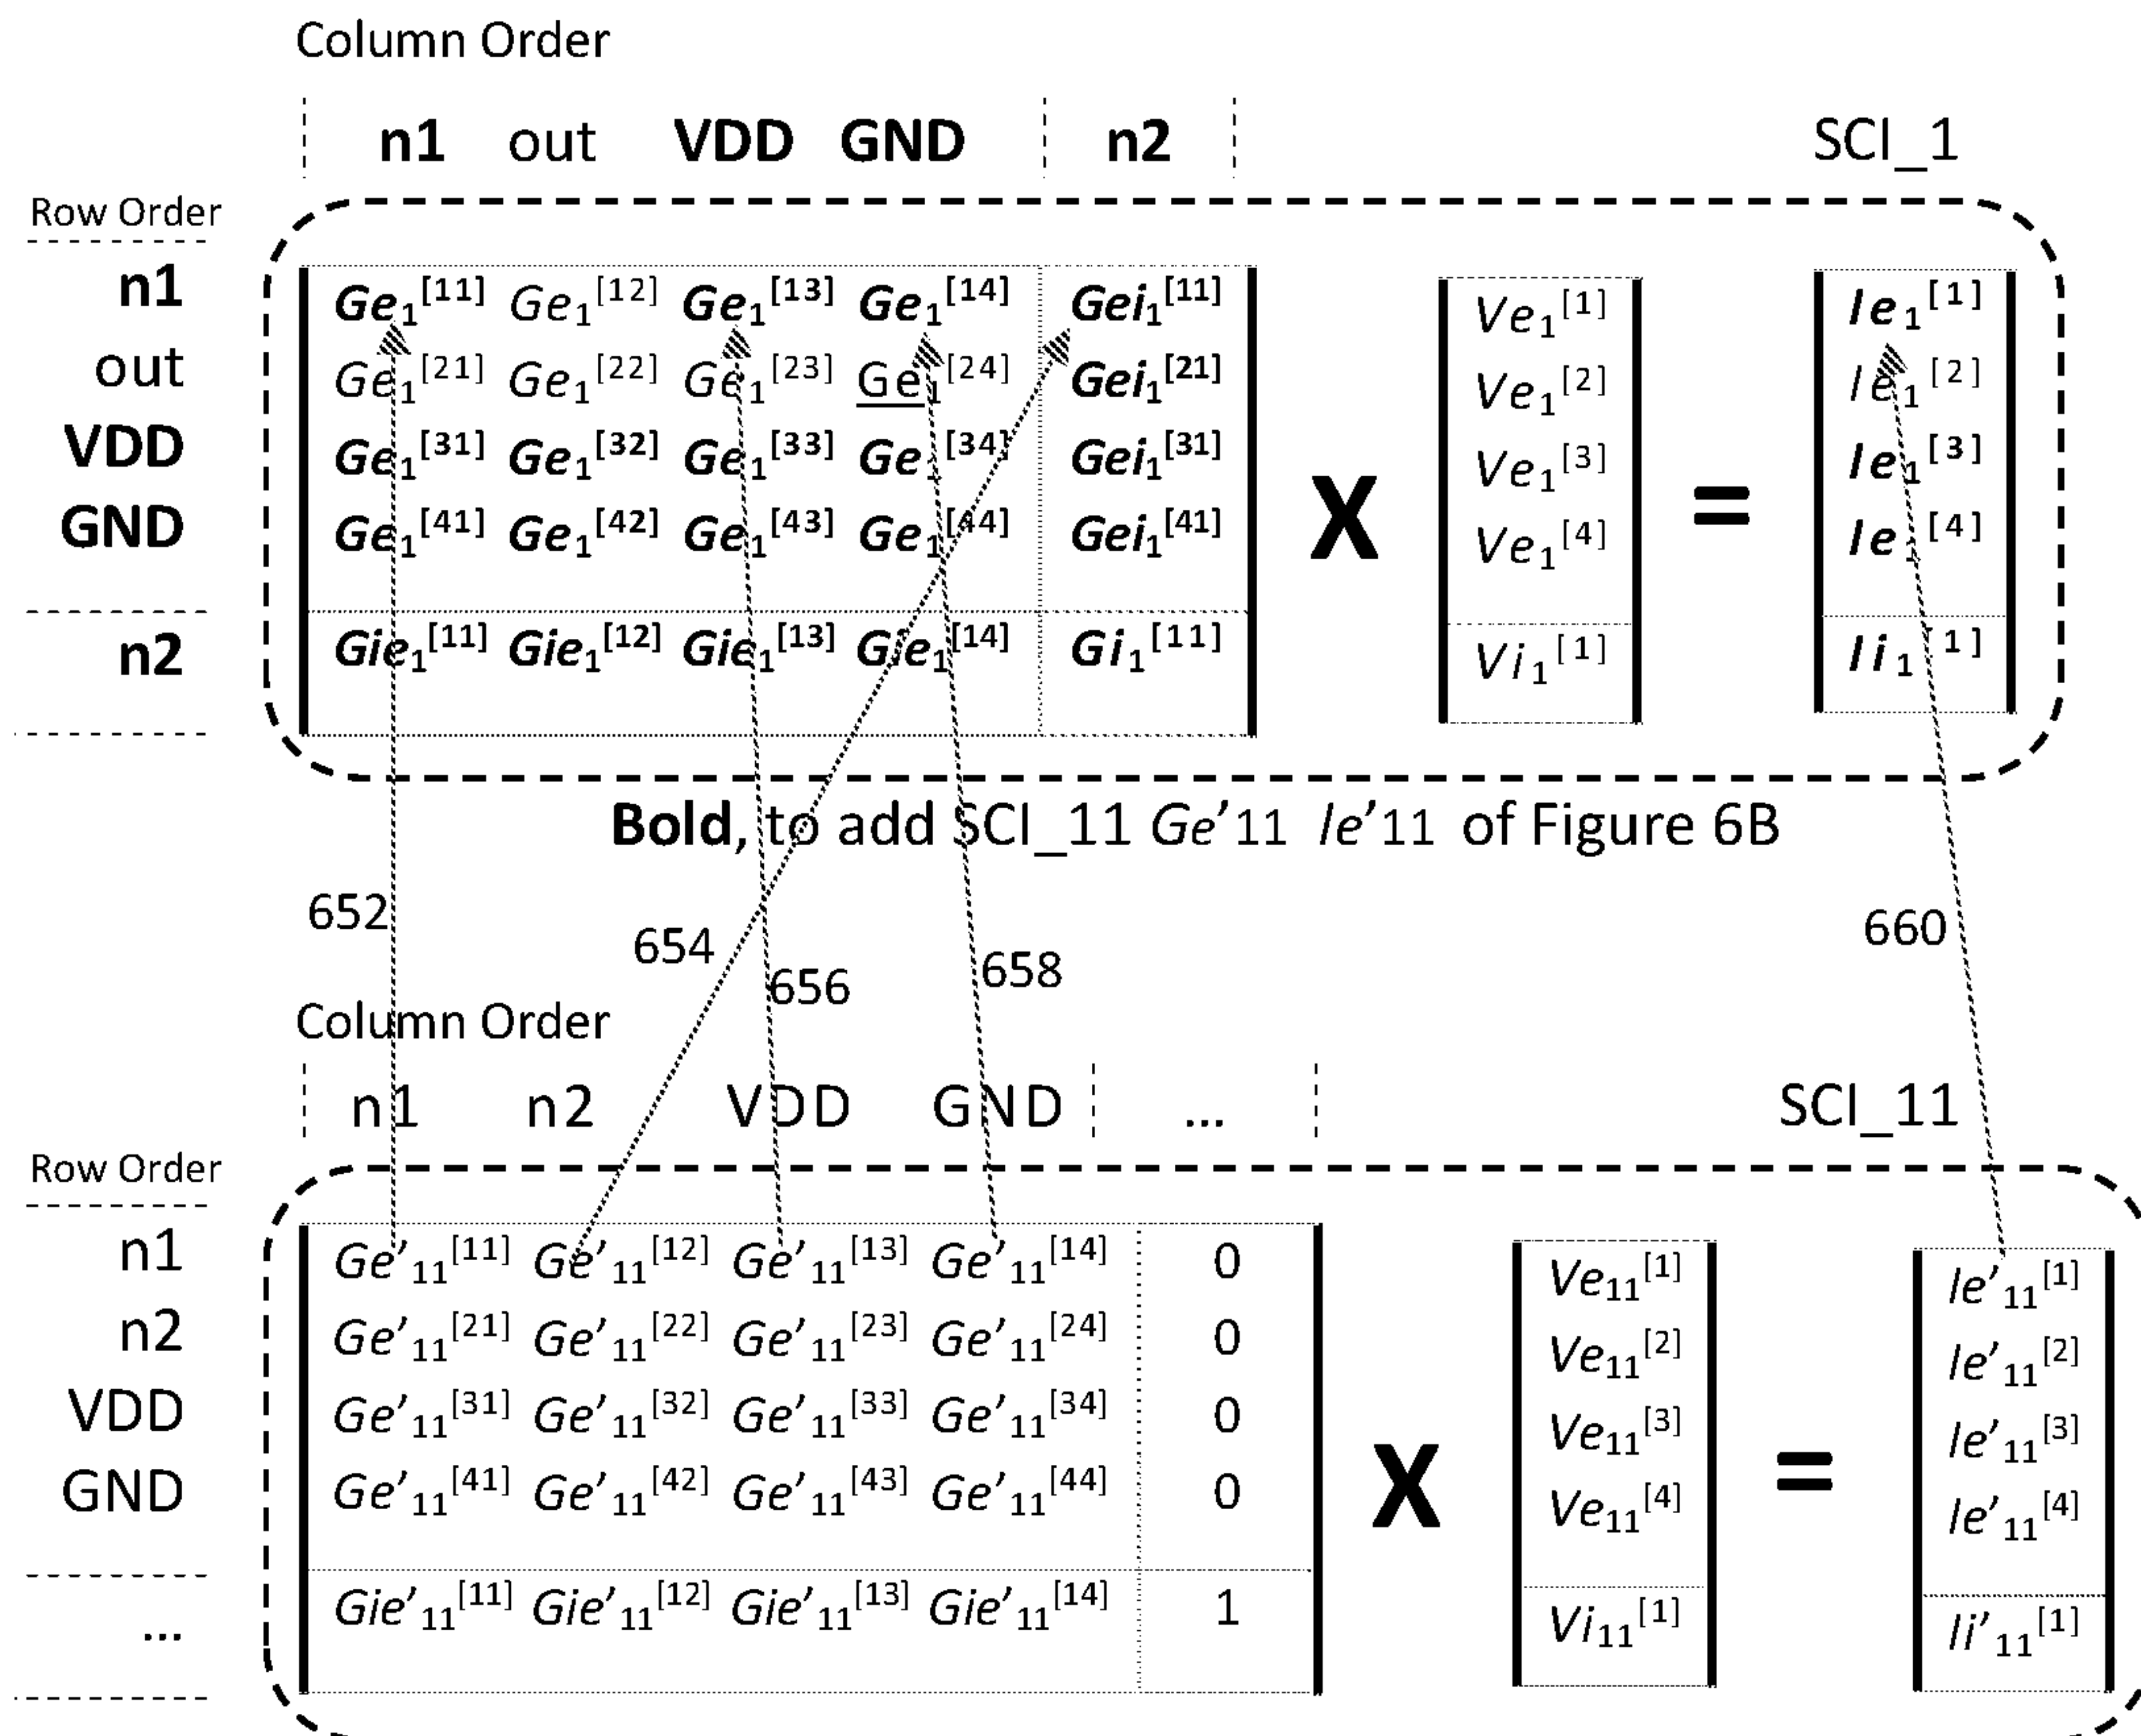 Column Order
n1 out VDD GND n2 SCI_1
Row Order
n1 Ge₁[11] Ge₁[12] Ge₁[13] Ge₁[14] Gei₁[11] Ve₁[1] Ie₁[1]
out Ge₁[21] Ge₁[22] Ge₁[23] Ge₁[24] Gei₁[21] Ve₁[2] Ie₁[2]
VDD Ge₁[31] Ge₁[32] Ge₁[33] Ge₁[34] Gei₁[31] Ve₁[3] Ie₁[3]
X =
GND Ge₁[41] Ge₁[42] Ge₁[43] Ge₁[44] Gei₁[41] Ve₁[4] Ie₁[4]
n2 Gie₁[11] Gie₁[12] Gie₁[13] Gie₁[14] Gi₁[11] Vi₁[1] Ii₁[1]
Bold, to add SCI_11 Ge’11 Ie’11 of Figure 6B
652 654 656 658 660
Column Order
n1 n2 VDD GND ... SCI_11
Row Order
n1 Ge’₁₁[11] Ge’₁₁[12] Ge’₁₁[13] Ge’₁₁[14] 0 Ve₁₁[1] Ie’₁₁[1]
n2 Ge’₁₁[21] Ge’₁₁[22] Ge’₁₁[23] Ge’₁₁[24] 0 Ve₁₁[2] Ie’₁₁[2]
VDD Ge’₁₁[31] Ge’₁₁[32] Ge’₁₁[33] Ge’₁₁[34] 0 Ve₁₁[3] Ie’₁₁[3]
X =
GND Ge’₁₁[41] Ge’₁₁[42] Ge’₁₁[43] Ge’₁₁[44] 0 Ve₁₁[4] Ie’₁₁[4]
... Gie’₁₁[11] Gie’₁₁[12] Gie’₁₁[13] Gie’₁₁[14] 1 Vi₁₁[1] Ii’₁₁[1]